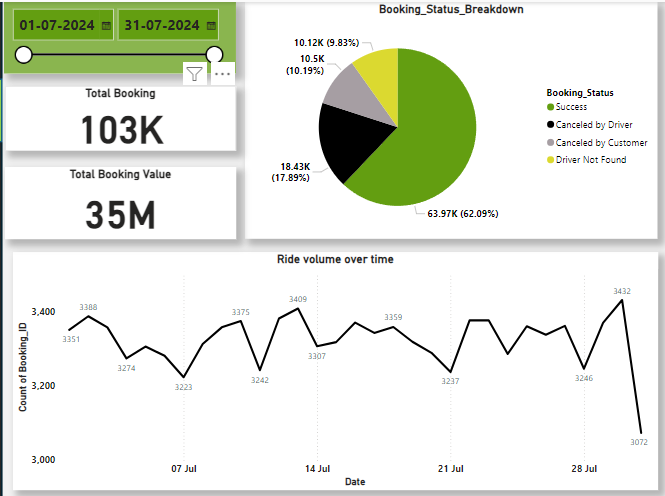 01-07-2024 31-07-2024
Total Booking
103K
Total Booking Value
35M
Booking_Status_Breakdown
10.12K (9.83%)
10.5K
(10.19%)
18.43K
(17.89%)
63.97K (62.09%)
Booking_Status
Success
Canceled by Driver
Canceled by Customer
Driver Not Found
Ride volume over time
Count of Booking_ID
3,400
3,200
3,000
3351
3388
3274
3223
3375
3242
3409
3307
3359
3237
3246
3432
3072
07 Jul
14 Jul
21 Jul
28 Jul
Date